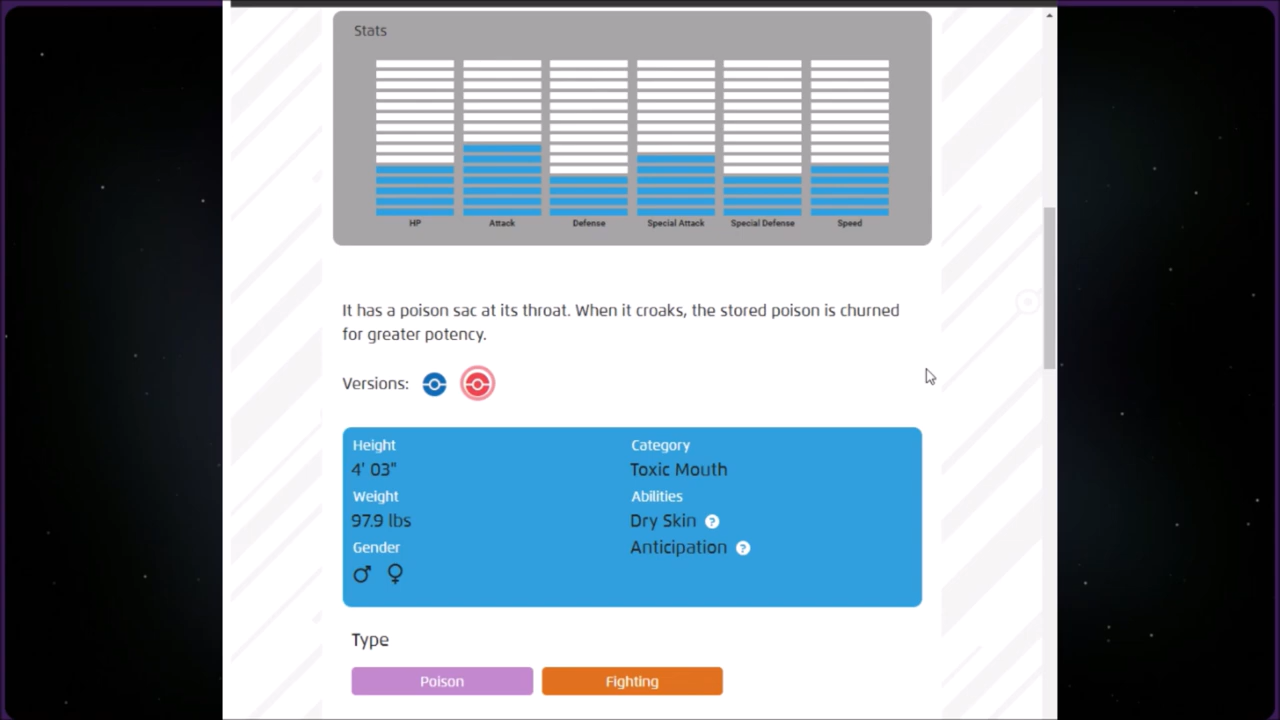 Stats
HP Attack Defense Special Attack Special Defense Speed
It has a poison sac at its throat. When it croaks, the stored poison is churned
for greater potency.
Versions:
Height
4' 03"
Weight
97.9 lbs
Gender
Category
Toxic Mouth
Abilities
Dry Skin ?
Anticipation ?
Type
Poison Fighting